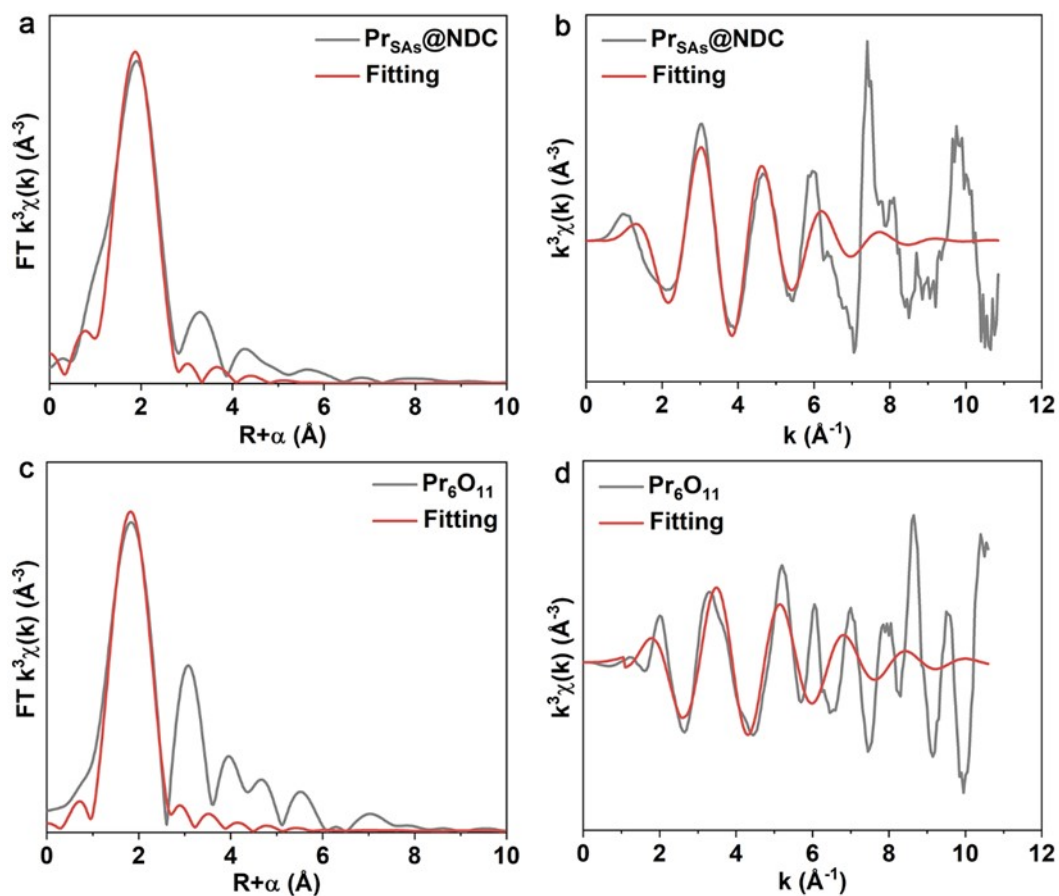 a
Pr_SAs@NDC
Fitting
FT k³χ(k) (Å⁻³)
0 2 4 6 8 10
R+α (Å)
b
Pr_SAs@NDC
Fitting
k³χ(k) (Å⁻³)
0 2 4 6 8 10 12
k (Å⁻¹)
c
Pr₆O₁₁
Fitting
FT k³χ(k) (Å⁻³)
0 2 4 6 8 10
R+α (Å)
d
Pr₆O₁₁
Fitting
k³χ(k) (Å⁻³)
0 2 4 6 8 10 12
k (Å⁻¹)